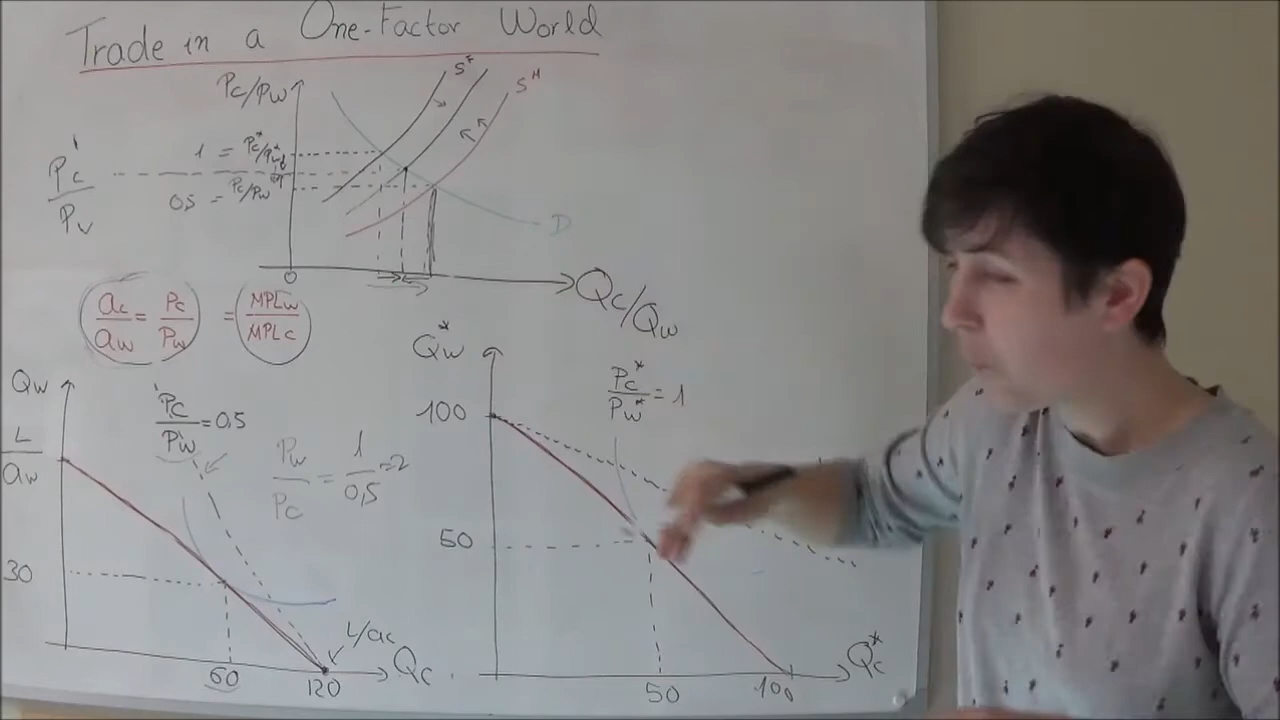 Trade in a One-Factor World
Pc/Pw
S^F
S^H
1 = Pc*/Pw*
Pc'
Pw
0,5 = Pc/Pw
D
0
Qc/Qw
ac/aw = Pc/Pw = MPLw/MPLc
Qw
L/aw
Pc/Pw = 0,5
Pw/Pc = 1/0,5 = 2
30
60
120
L/ac
Qc
Qw*
100
Pc*/Pw* = 1
50
50
100
Qc*